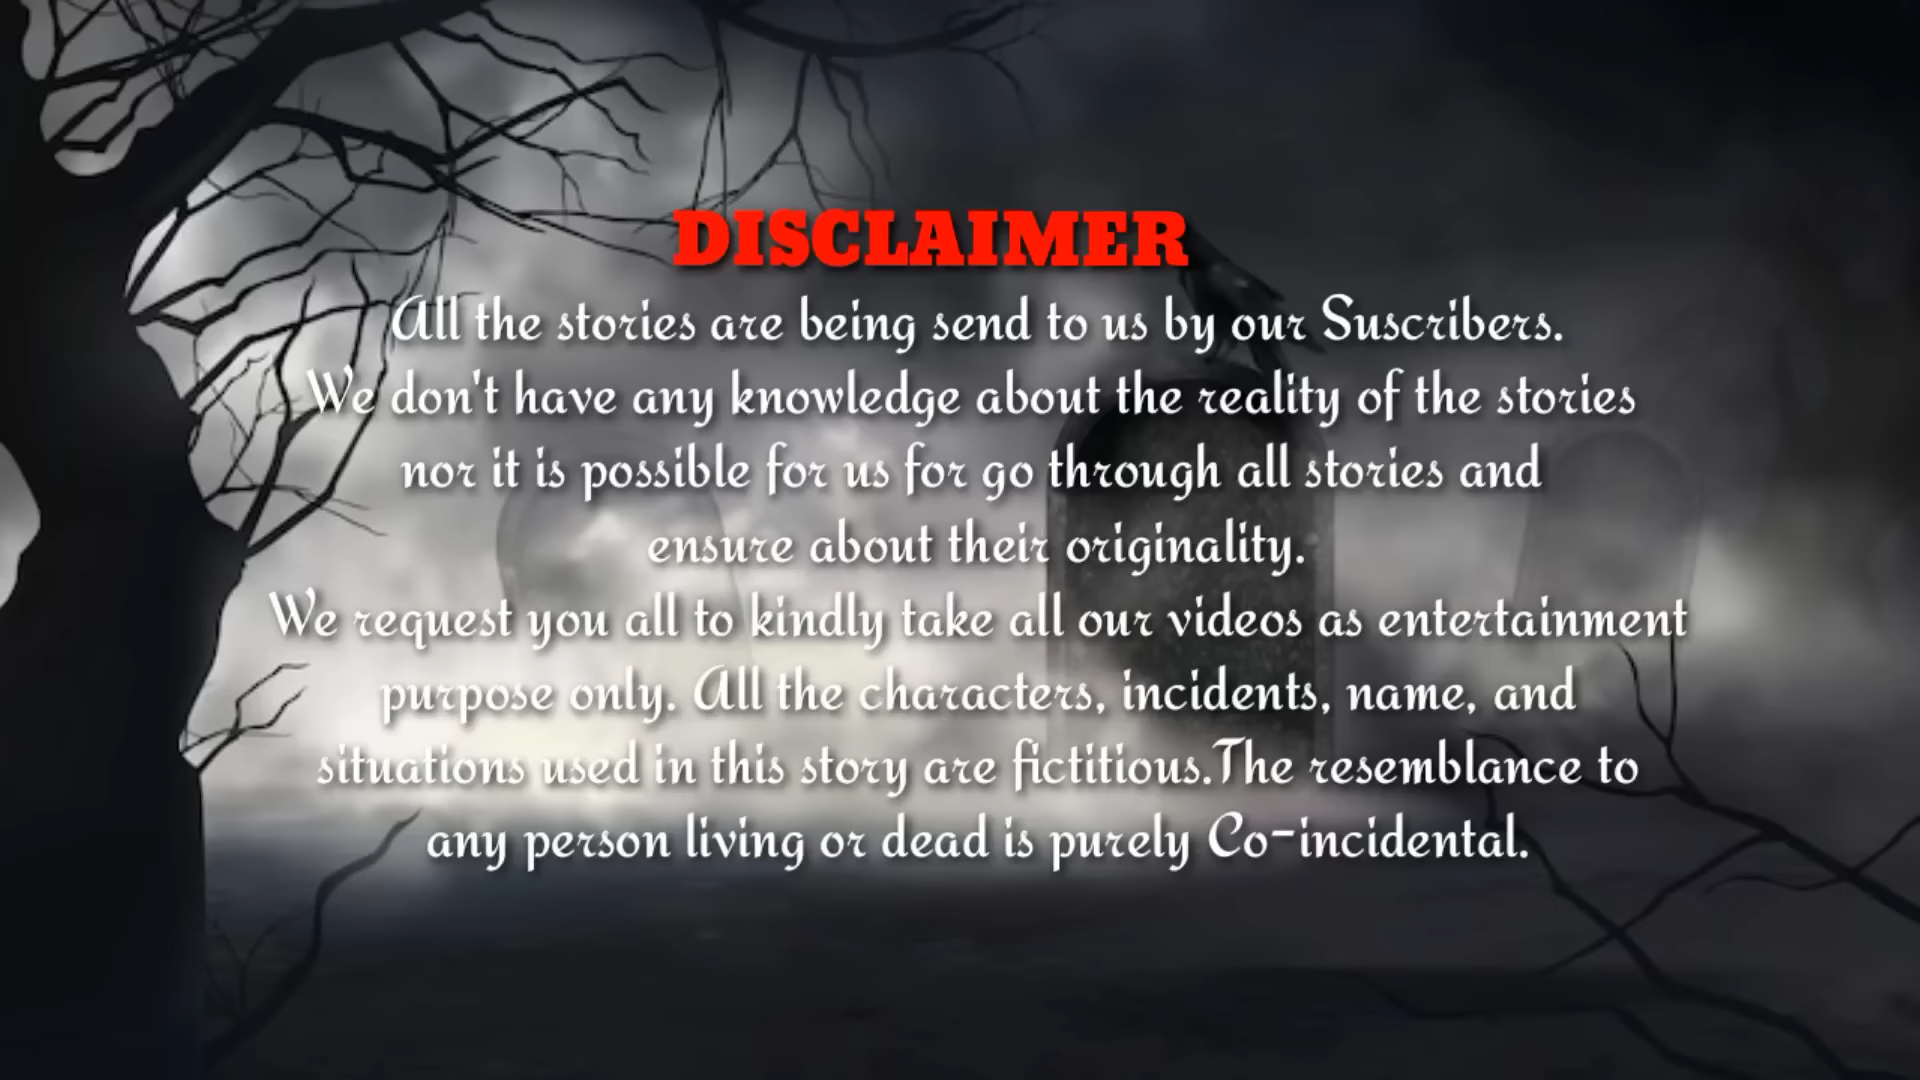 DISCLAIMER
All the stories are being send to us by our Suscribers.
We don't have any knowledge about the reality of the stories
nor it is possible for us for go through all stories and
ensure about their originality.
We request you all to kindly take all our videos as entertainment
purpose only. All the characters, incidents, name, and
situations used in this story are fictitious.The resemblance to
any person living or dead is purely Co-incidental.